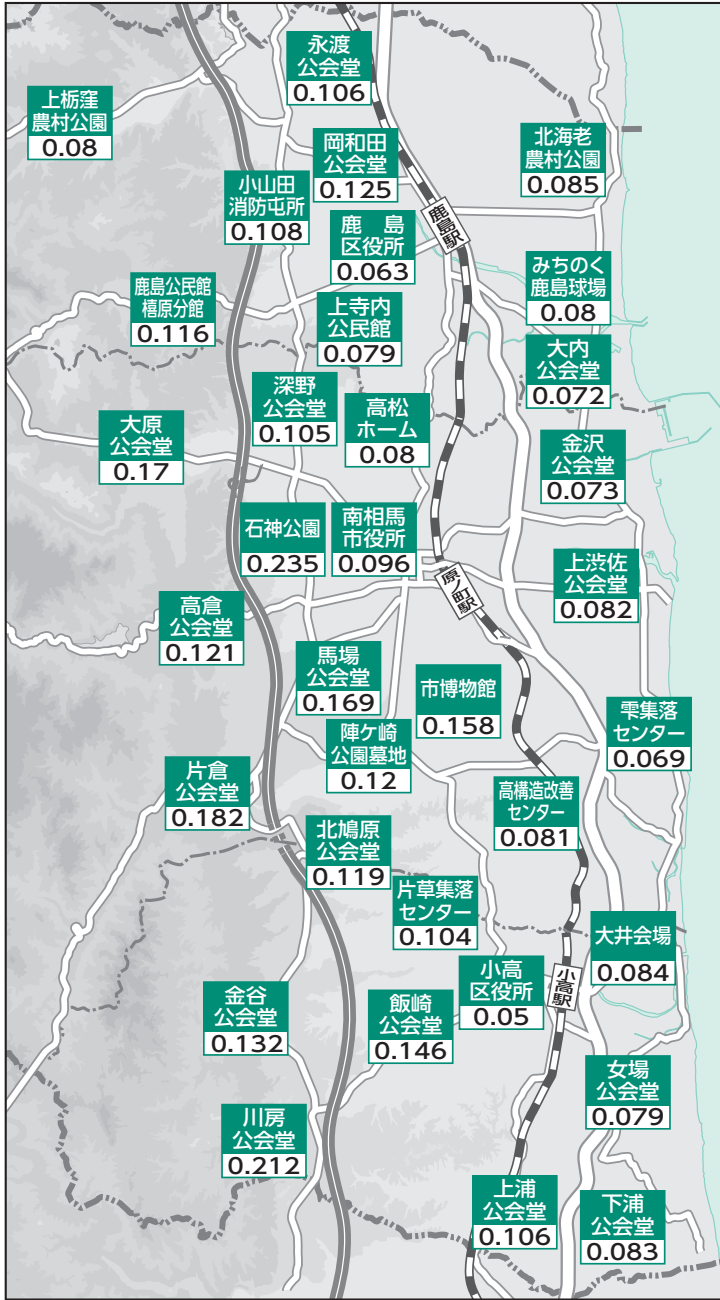 永渡
公会堂
0.106
上栃窪
農村公園
0.08
岡和田
公会堂
0.125
北海老
農村公園
0.085
小山田
消防屯所
0.108
鹿島駅
鹿　島
区役所
0.063
みちのく
鹿島球場
0.08
鹿島公民館
橲原分館
0.116
上寺内
公民館
0.079
大内
公会堂
0.072
深野
公会堂
0.105
高松
ホーム
0.08
大原
公会堂
0.17
金沢
公会堂
0.073
石神公園
0.235
南相馬
市役所
0.096
原ノ町駅
上渋佐
公会堂
0.082
高倉
公会堂
0.121
馬場
公会堂
0.169
市博物館
0.158
雫集落
センター
0.069
陣ケ崎
公園墓地
0.12
片倉
公会堂
0.182
高構造改善
センター
0.081
北鳩原
公会堂
0.119
片草集落
センター
0.104
大井会場
0.084
小高
区役所
0.05
小高駅
金谷
公会堂
0.132
飯崎
公会堂
0.146
女場
公会堂
0.079
川房
公会堂
0.212
上浦
公会堂
0.106
下浦
公会堂
0.083